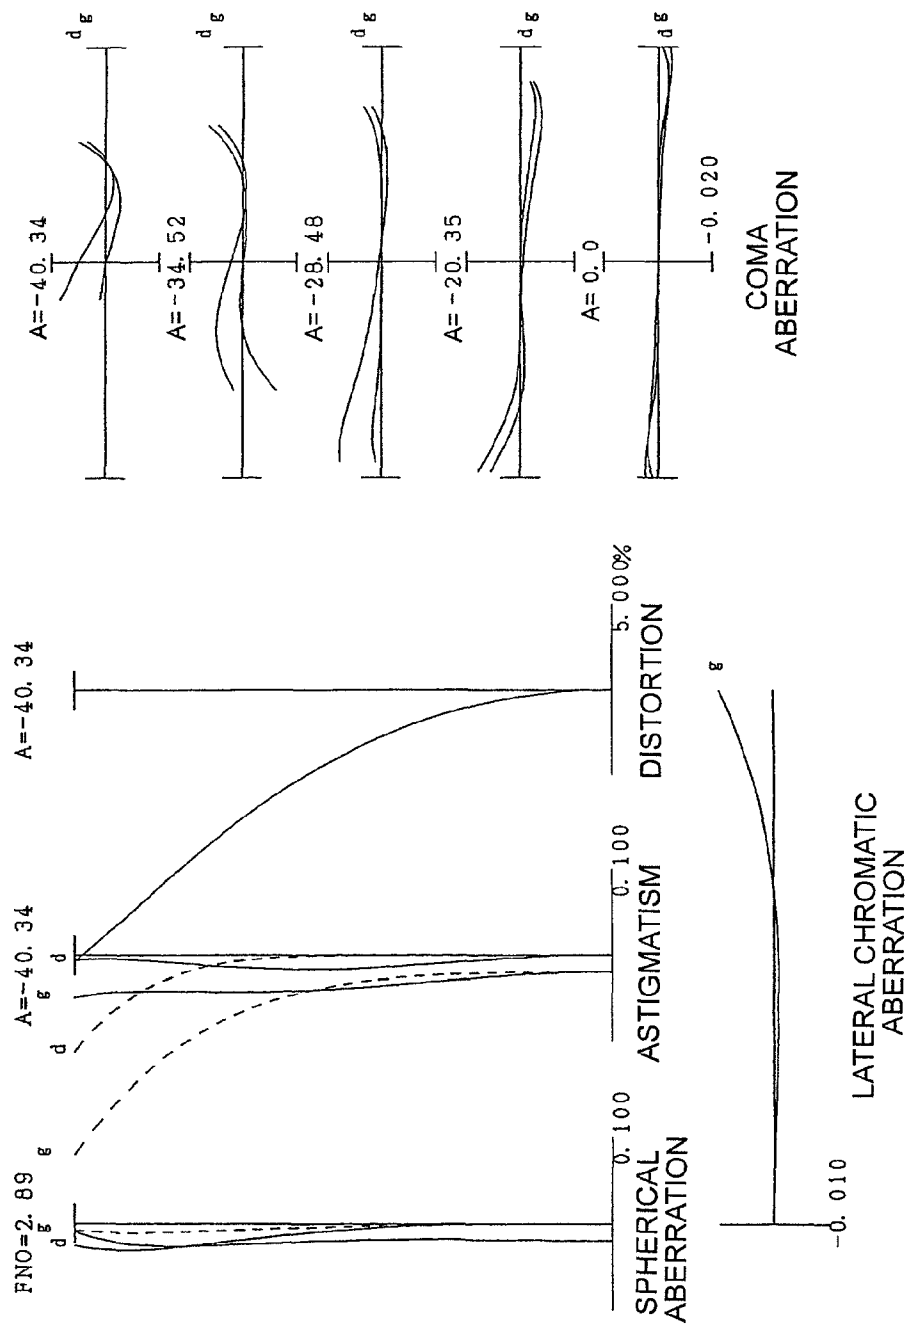 FNO=2.89
d
g
0.100
SPHERICAL
ABERRATION
A=-40.34
g
d
g
d
0.100
ASTIGMATISM
A=-40.34
5.000%
DISTORTION
-0.010
g
LATERAL CHROMATIC
ABERRATION
A=-40.34
d
g
A=-34.52
d
g
A=-28.48
d
g
A=-20.35
d
g
A=0.0
d
g
-0.020
COMA
ABERRATION